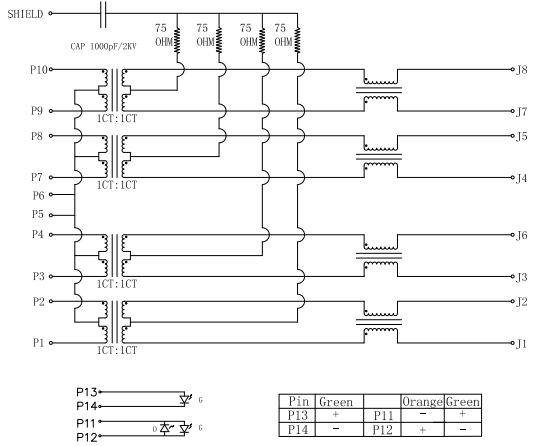 SHIELD
CAP 1000pF/2KV
75 OHM
75 OHM
75 OHM
75 OHM
P10
J8
P9
J7
1CT:1CT
P8
J5
P7
J4
1CT:1CT
P6
P5
P4
J6
P3
J3
1CT:1CT
P2
J2
P1
J1
1CT:1CT
P13
G
P14
P11
O
G
P12
Pin Green Orange Green
P13 + P11 - +
P14 - P12 + -